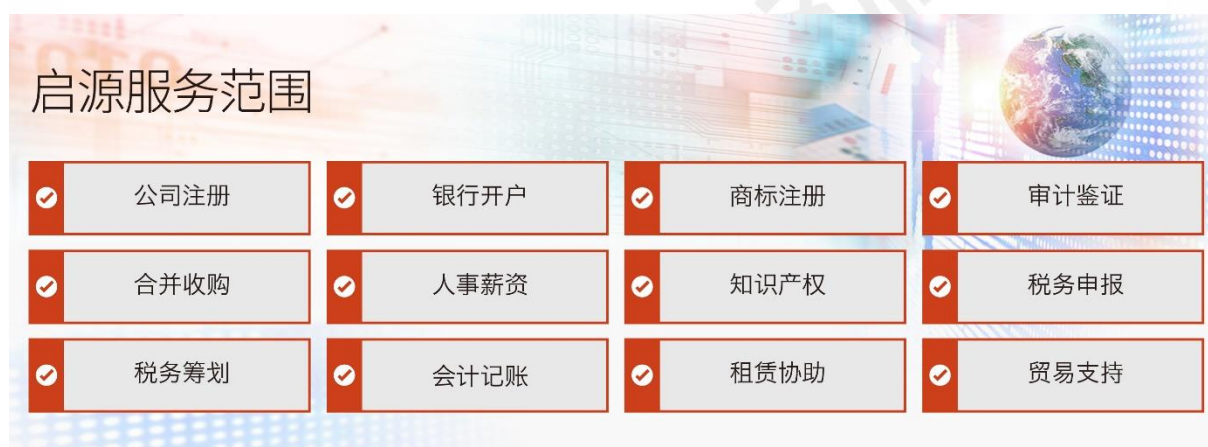 启源服务范围
公司注册
银行开户
商标注册
审计鉴证
合并收购
人事薪资
知识产权
税务申报
税务筹划
会计记账
租赁协助
贸易支持